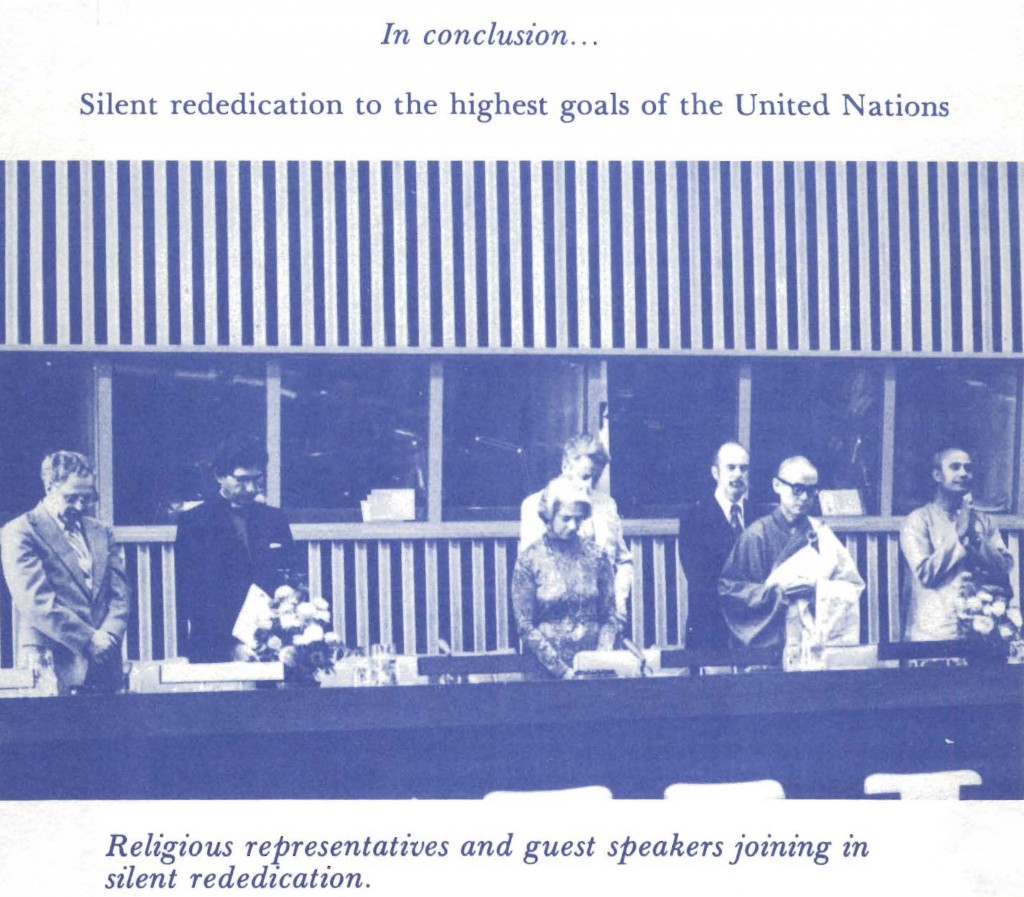 In conclusion...
Silent rededication to the highest goals of the United Nations
Religious representatives and guest speakers joining in
silent rededication.